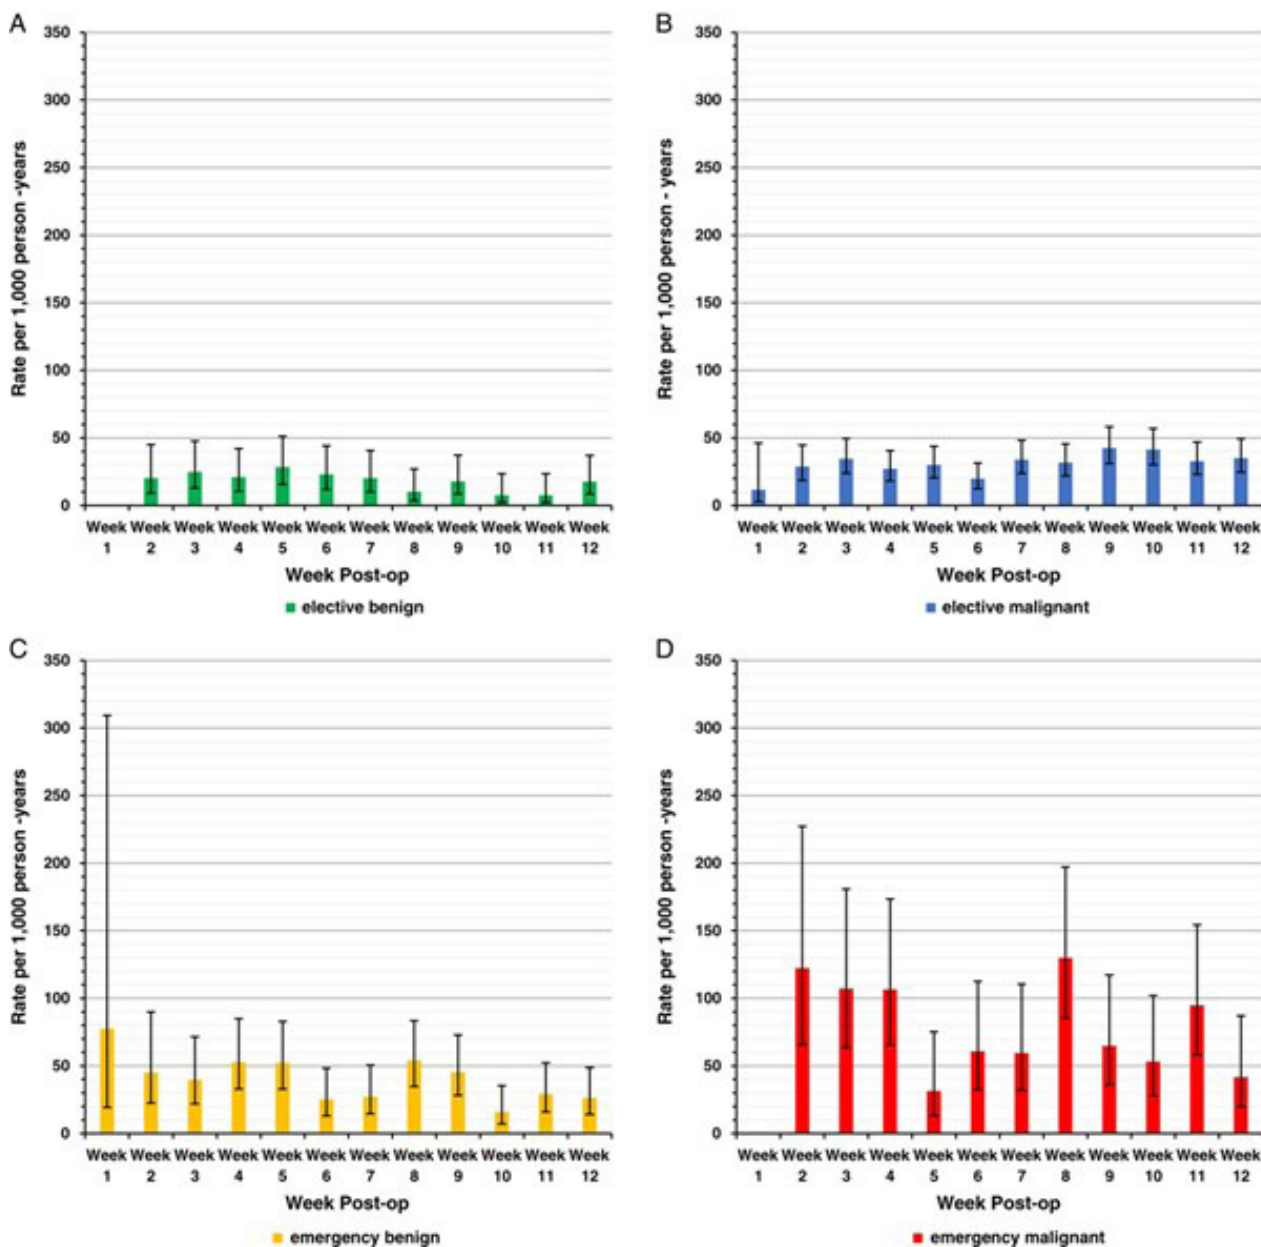 A
Rate per 1,000 person -years
350
300
250
200
150
100
50
0
Week Week Week Week Week Week Week Week Week Week Week Week
1 2 3 4 5 6 7 8 9 10 11 12
Week Post-op
elective benign
B
Rate per 1,000 person - years
350
300
250
200
150
100
50
0
Week Week Week Week Week Week Week Week Week Week Week Week
1 2 3 4 5 6 7 8 9 10 11 12
Week Post-op
elective malignant
C
Rate per 1,000 person -years
350
300
250
200
150
100
50
0
Week Week Week Week Week Week Week Week Week Week Week Week
1 2 3 4 5 6 7 8 9 10 11 12
Week Post-op
emergency benign
D
Rate per 1,000 person -years
350
300
250
200
150
100
50
0
Week Week Week Week Week Week Week Week Week Week Week Week
1 2 3 4 5 6 7 8 9 10 11 12
Week Post-op
emergency malignant